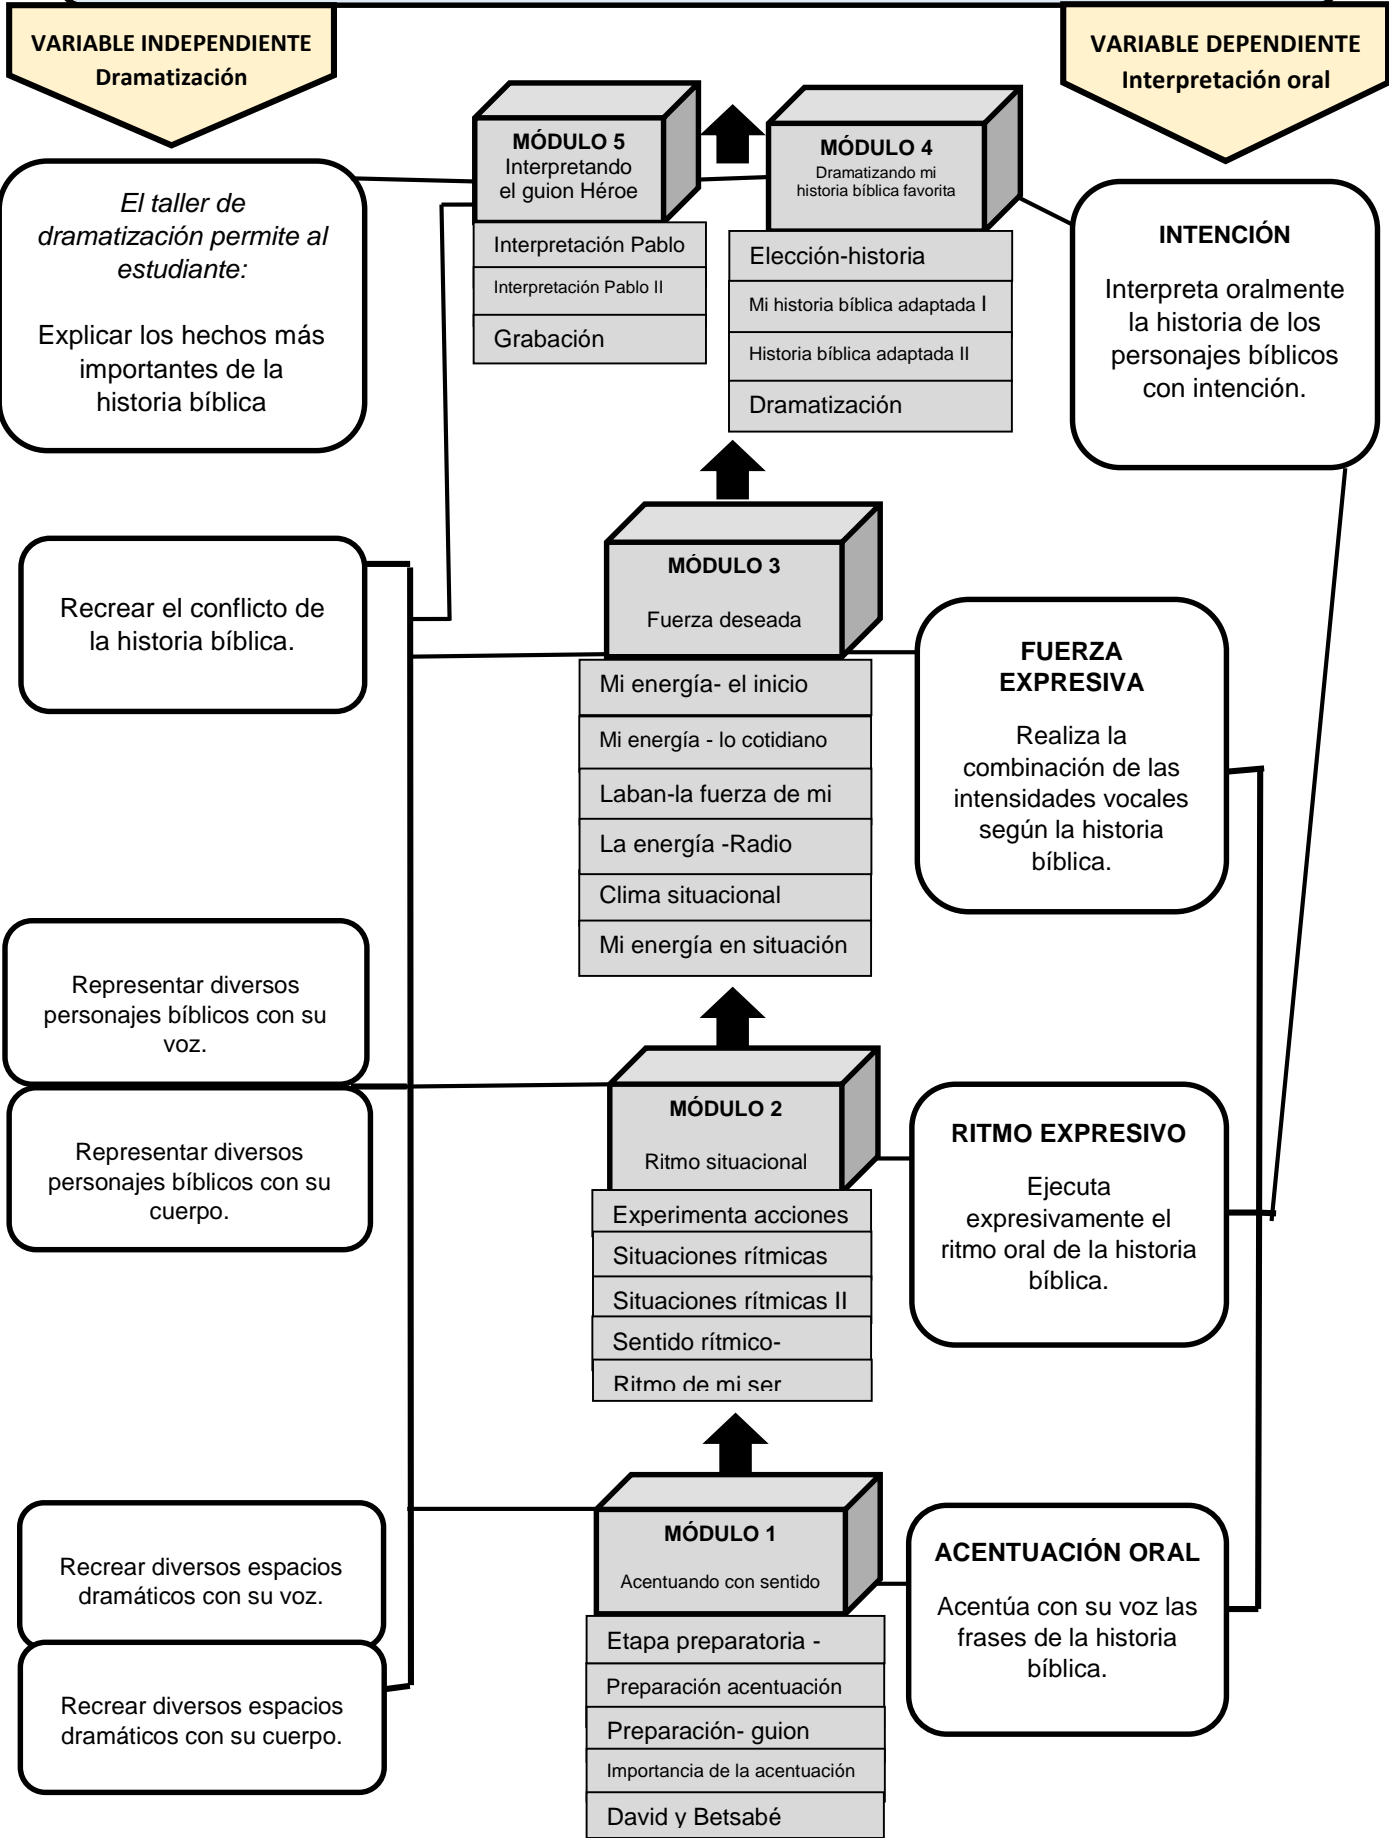 VARIABLE INDEPENDIENTE
Dramatización
VARIABLE DEPENDIENTE
Interpretación oral
MÓDULO 5
Interpretando
el guion Héroe
Interpretación Pablo
Interpretación Pablo II
Grabación
MÓDULO 4
Dramatizando mi
historia bíblica favorita
Elección-historia
Mi historia bíblica adaptada I
Historia bíblica adaptada II
Dramatización
El taller de
dramatización permite al
estudiante:
Explicar los hechos más
importantes de la
historia bíblica
INTENCIÓN
Interpreta oralmente
la historia de los
personajes bíblicos
con intención.
Recrear el conflicto de
la historia bíblica.
MÓDULO 3
Fuerza deseada
Mi energía- el inicio
Mi energía - lo cotidiano
Laban-la fuerza de mi
La energía -Radio
Clima situacional
Mi energía en situación
FUERZA
EXPRESIVA
Realiza la
combinación de las
intensidades vocales
según la historia
bíblica.
Representar diversos
personajes bíblicos con su
voz.
Representar diversos
personajes bíblicos con su
cuerpo.
MÓDULO 2
Ritmo situacional
Experimenta acciones
Situaciones rítmicas
Situaciones rítmicas II
Sentido rítmico-
Ritmo de mi ser
RITMO EXPRESIVO
Ejecuta
expresivamente el
ritmo oral de la historia
bíblica.
Recrear diversos espacios
dramáticos con su voz.
Recrear diversos espacios
dramáticos con su cuerpo.
MÓDULO 1
Acentuando con sentido
Etapa preparatoria -
Preparación acentuación
Preparación- guion
Importancia de la acentuación
David y Betsabé
ACENTUACIÓN ORAL
Acentúa con su voz las
frases de la historia
bíblica.